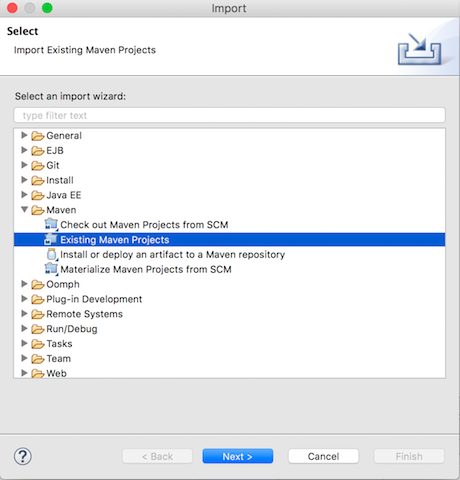 Import
Select
Import Existing Maven Projects
Select an import wizard:
type filter text
General
EJB
Git
Install
Java EE
Maven
Check out Maven Projects from SCM
Existing Maven Projects
Install or deploy an artifact to a Maven repository
Materialize Maven Projects from SCM
Oomph
Plug-in Development
Remote Systems
Run/Debug
Tasks
Team
Web
? < Back Next > Cancel Finish